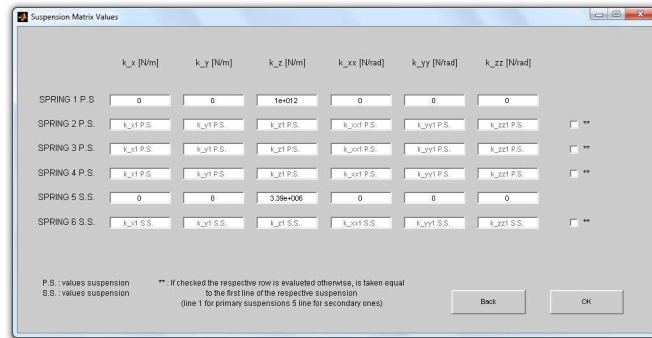 Suspension Matrix Values
k_x [N/m] k_y [N/m] k_z [N/m] k_xx [N/rad] k_yy [N/rad] k_zz [N/rad]
SPRING 1 P.S 0 0 1e+012 0 0 0
SPRING 2 P.S. k_x1 P.S. k_y1 P.S. k_z1 P.S. k_xx1 P.S. k_yy1 P.S. k_zz1 P.S. **
SPRING 3 P.S. k_x1 P.S. k_y1 P.S. k_z1 P.S. k_xx1 P.S. k_yy1 P.S. k_zz1 P.S. **
SPRING 4 P.S. k_x1 P.S. k_y1 P.S. k_z1 P.S. k_xx1 P.S. k_yy1 P.S. k_zz1 P.S. **
SPRING 5 S.S. 0 0 3.39e+006 0 0 0
SPRING 6 S.S. k_x1 S.S. k_y1 S.S. k_z1 S.S. k_xx1 S.S. k_yy1 S.S. k_zz1 S.S. **
P.S. : values suspension ** : If checked the respective row is evalueted otherwise, is taken equal
S.S. : values suspension to the first line of the respective suspension
(line 1 for primary suspensions 5 line for secondary ones)
Back OK